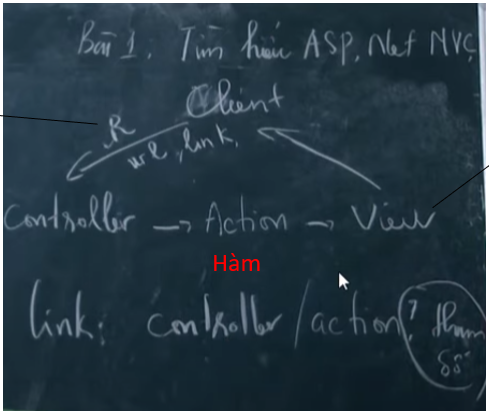 Bài 1. Tìm hiểu ASP.Net MVC
Client
R
url, link,
Controller → Action → View
Hàm
link: controller/action? tham
số